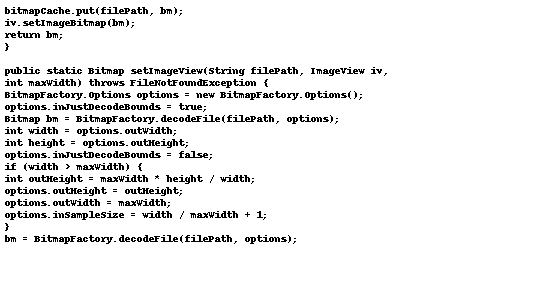 bitmapCache.put(filePath, bm);
iv.setImageBitmap(bm);
return bm;
}

public static Bitmap setImageView(String filePath, ImageView iv,
int maxWidth) throws FileNotFoundException {
BitmapFactory.Options options = new BitmapFactory.Options();
options.inJustDecodeBounds = true;
Bitmap bm = BitmapFactory.decodeFile(filePath, options);
int width = options.outWidth;
int height = options.outHeight;
options.inJustDecodeBounds = false;
if (width > maxWidth) {
int outHeight = maxWidth * height / width;
options.outHeight = outHeight;
options.outWidth = maxWidth;
options.inSampleSize = width / maxWidth + 1;
}
bm = BitmapFactory.decodeFile(filePath, options);